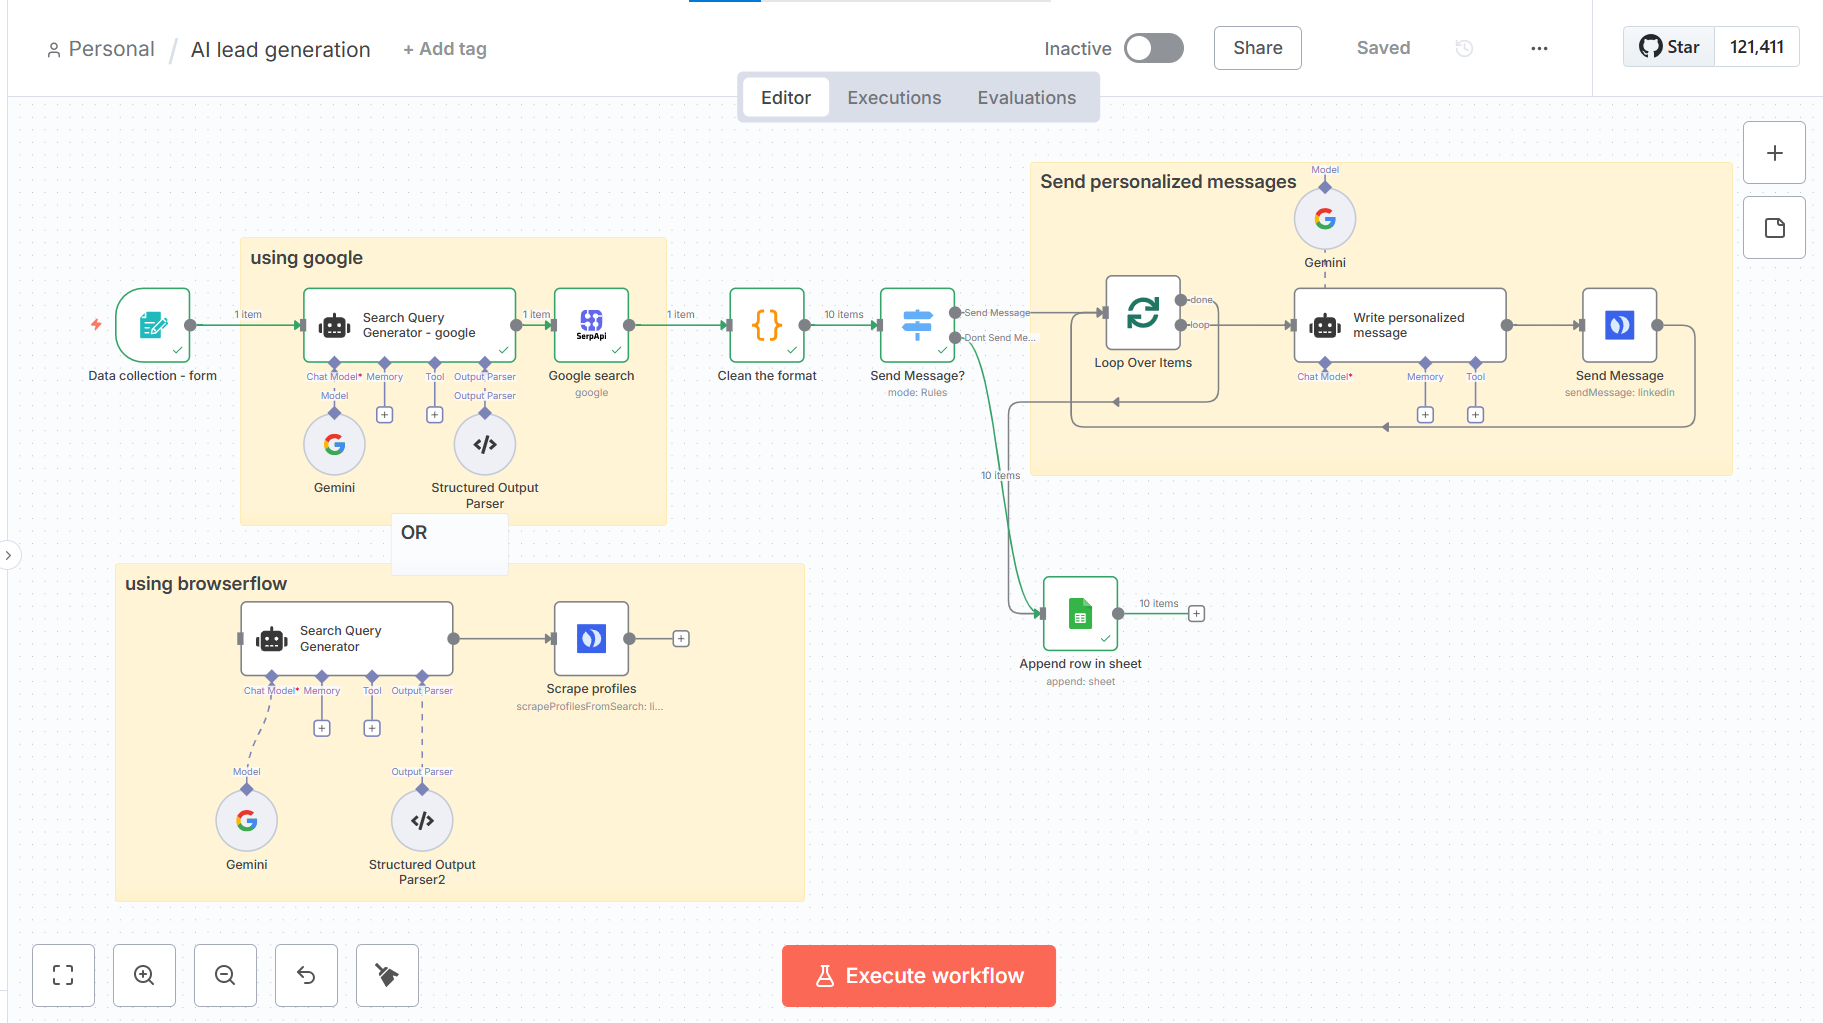 Personal / AI lead generation + Add tag
Inactive
Share
Saved
...
Star 121,411
Editor Executions Evaluations
Send personalized messages
Model
Gemini
using google
1 item
Data collection - form
Search Query
Generator - google
Chat Model* Memory Tool Output Parser
Model
Output Parser
Gemini
Structured Output
Parser
1 item
SerpApi
Google search
google
1 item
Clean the format
10 items
Send Message?
mode: Rules
Send Message
Dont Send Me...
done
loop
Loop Over Items
Write personalized
message
Chat Model* Memory Tool
Send Message
sendMessage: linkedin
10 items
OR
using browserflow
Search Query
Generator
Chat Model* Memory Tool Output Parser
Model
Output Parser
Gemini
Structured Output
Parser2
Scrape profiles
scrapeProfilesFromSearch: li...
10 items
Append row in sheet
append: sheet
Execute workflow